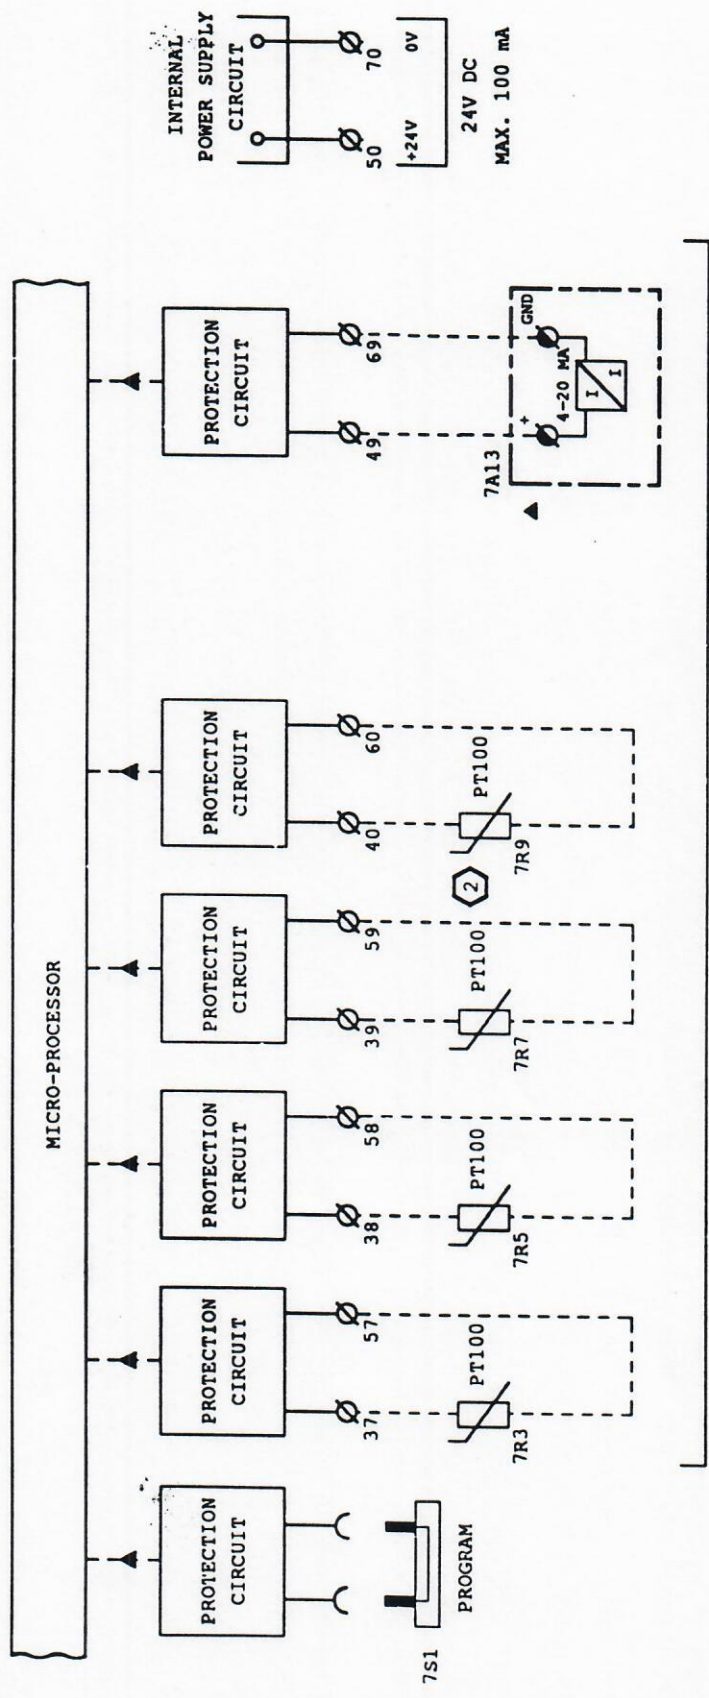 MICRO-PROCESSOR
PROTECTION
CIRCUIT
PROTECTION
CIRCUIT
PROTECTION
CIRCUIT
PROTECTION
CIRCUIT
PROTECTION
CIRCUIT
PROTECTION
CIRCUIT
INTERNAL
POWER SUPPLY
CIRCUIT
37
57
38
58
39
59
40
60
49
69
50
70
+24V
0V
24V DC
MAX. 100 mA
7S1
PROGRAM
7R3
PT100
7R5
PT100
7R7
PT100
2
7R9
PT100
7A13
+
GND
4-20 MA
I
I